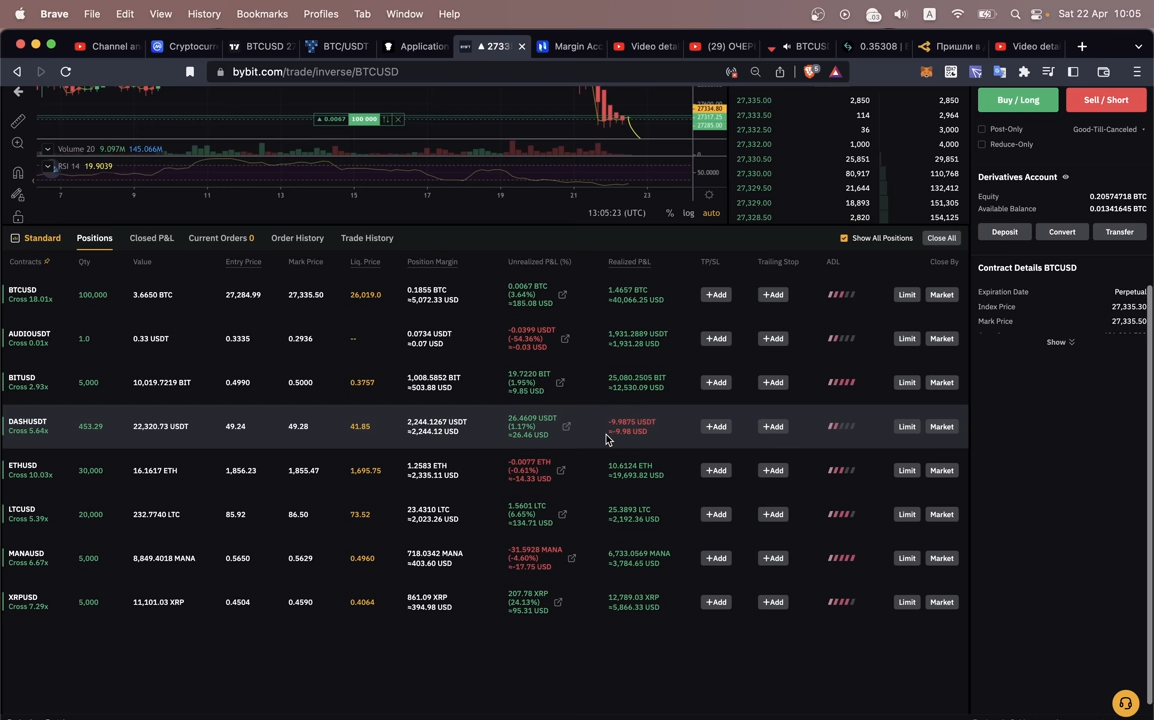 Brave File Edit View History Bookmarks Profiles Tab Window Help .03 A Sat 22 Apr 10:05
Channel an Cryptocurr BTCUSD 2 BTC/USDT Application ▲ 2733 Margin Acc Video deta (29) ОЧЕР BTCUS 0.35308 | Пришли в Video deta
bybit.com/trade/inverse/BTCUSD 5
27334.80
27317.25
27285.00
▲ 0.0067 100 000
Volume 20 9.097M 145.066M
RSI 14 19.9039
50.0000
7 9 11 13 15 17 19 21 23
13:05:23 (UTC) % log auto
27,335.00 2,850 2,850
27,333.50 114 2,964
27,332.50 36 3,000
27,332.00 1,000 4,000
27,330.50 25,851 29,851
27,330.00 80,917 110,768
27,329.50 21,644 132,412
27,329.00 18,893 151,305
27,328.50 2,820 154,125
Buy / Long Sell / Short
Post-Only Good-Till-Canceled
Reduce-Only
Derivatives Account
Equity 0.20574718 BTC
Available Balance 0.01341645 BTC
Deposit Convert Transfer
Contract Details BTCUSD
Expiration Date Perpetual
Index Price 27,335.30
Mark Price 27,335.50
Show
Standard Positions Closed P&L Current Orders 0 Order History Trade History Show All Positions Close All
Contracts Qty Value Entry Price Mark Price Liq. Price Position Margin Unrealized P&L (%) Realized P&L TP/SL Trailing Stop ADL Close By
BTCUSD
Cross 18.01x 100,000 3.6650 BTC 27,284.99 27,335.50 26,019.0 0.1855 BTC
≈5,072.33 USD 0.0067 BTC
(3.64%)
≈185.08 USD 1.4657 BTC
≈40,066.25 USD +Add +Add Limit Market
AUDIOUSDT
Cross 0.01x 1.0 0.33 USDT 0.3335 0.2936 -- 0.0734 USDT
≈0.07 USD -0.0399 USDT
(-54.36%)
≈-0.03 USD 1,931.2889 USDT
≈1,931.28 USD +Add +Add Limit Market
BITUSD
Cross 2.93x 5,000 10,019.7219 BIT 0.4990 0.5000 0.3757 1,008.5852 BIT
≈503.88 USD 19.7220 BIT
(1.95%)
≈9.85 USD 25,080.2505 BIT
≈12,530.09 USD +Add +Add Limit Market
DASHUSDT
Cross 5.64x 453.29 22,320.73 USDT 49.24 49.28 41.85 2,244.1267 USDT
≈2,244.12 USD 26.4609 USDT
(1.17%)
≈26.46 USD -9.9875 USDT
≈-9.98 USD +Add +Add Limit Market
ETHUSD
Cross 10.03x 30,000 16.1617 ETH 1,856.23 1,855.47 1,695.75 1.2583 ETH
≈2,335.11 USD -0.0077 ETH
(-0.61%)
≈-14.33 USD 10.6124 ETH
≈19,693.82 USD +Add +Add Limit Market
LTCUSD
Cross 5.39x 20,000 232.7740 LTC 85.92 86.50 73.52 23.4310 LTC
≈2,023.26 USD 1.5601 LTC
(6.65%)
≈134.71 USD 25.3893 LTC
≈2,192.36 USD +Add +Add Limit Market
MANAUSD
Cross 6.67x 5,000 8,849.4018 MANA 0.5650 0.5629 0.4960 718.0342 MANA
≈403.60 USD -31.5928 MANA
(-4.60%)
≈-17.75 USD 6,733.0569 MANA
≈3,784.65 USD +Add +Add Limit Market
XRPUSD
Cross 7.29x 5,000 11,101.03 XRP 0.4504 0.4590 0.4064 861.09 XRP
≈394.98 USD 207.78 XRP
(24.13%)
≈95.31 USD 12,789.03 XRP
≈5,866.33 USD +Add +Add Limit Market